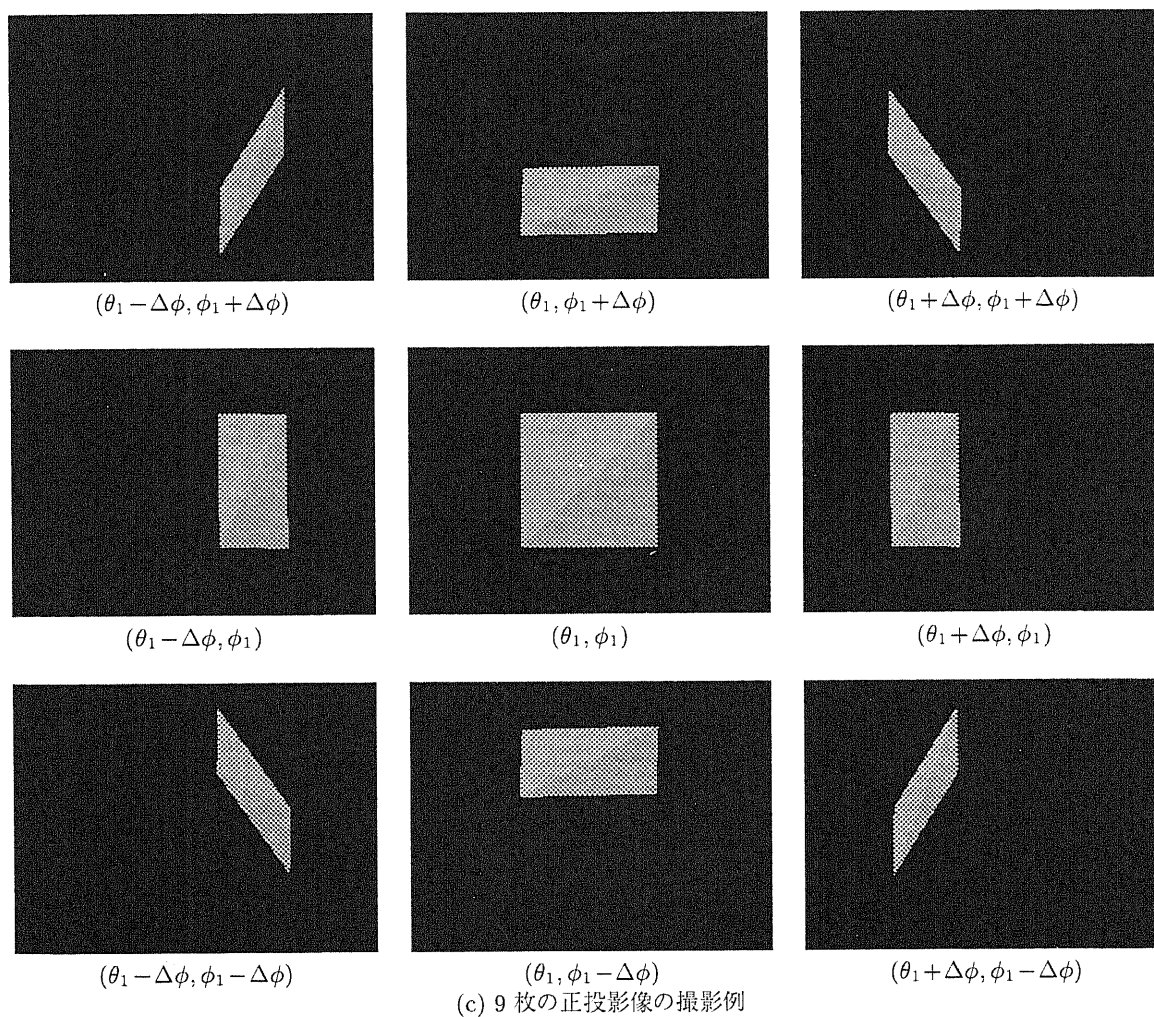 (θ₁−Δϕ, ϕ₁+Δϕ)
(θ₁, ϕ₁+Δϕ)
(θ₁+Δϕ, ϕ₁+Δϕ)
(θ₁−Δϕ, ϕ₁)
(θ₁, ϕ₁)
(θ₁+Δϕ, ϕ₁)
(θ₁−Δϕ, ϕ₁−Δϕ)
(θ₁, ϕ₁−Δϕ)
(θ₁+Δϕ, ϕ₁−Δϕ)
(c) 9 枚の正投影像の撮影例